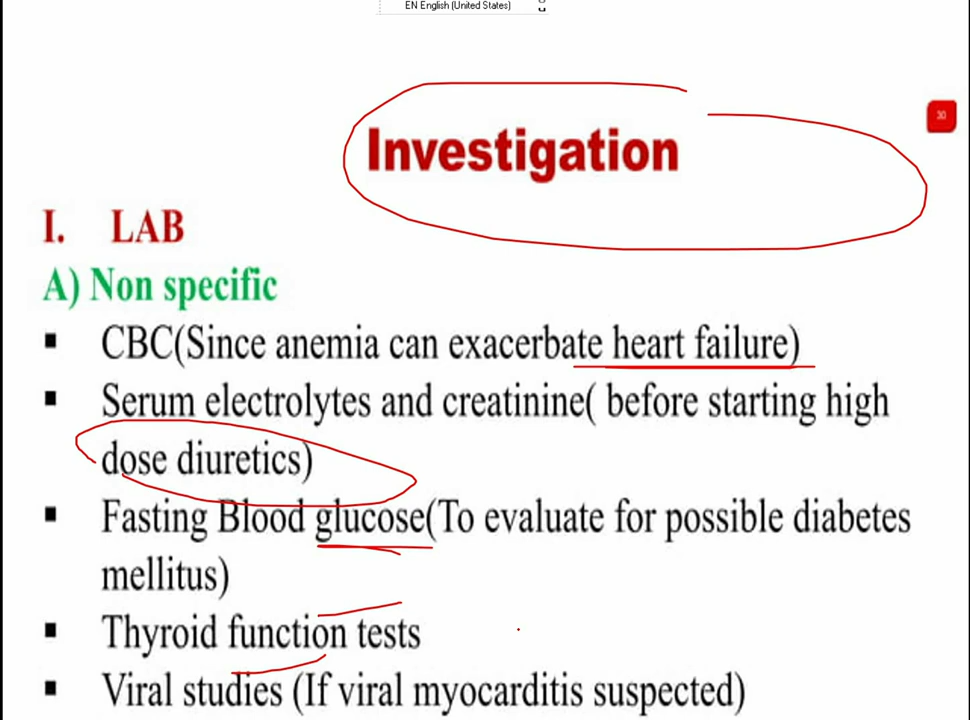 EN English (United States)
30
Investigation
I. LAB
A) Non specific
▪ CBC(Since anemia can exacerbate heart failure)
▪ Serum electrolytes and creatinine( before starting high
dose diuretics)
▪ Fasting Blood glucose(To evaluate for possible diabetes
mellitus)
▪ Thyroid function tests
▪ Viral studies (If viral myocarditis suspected)